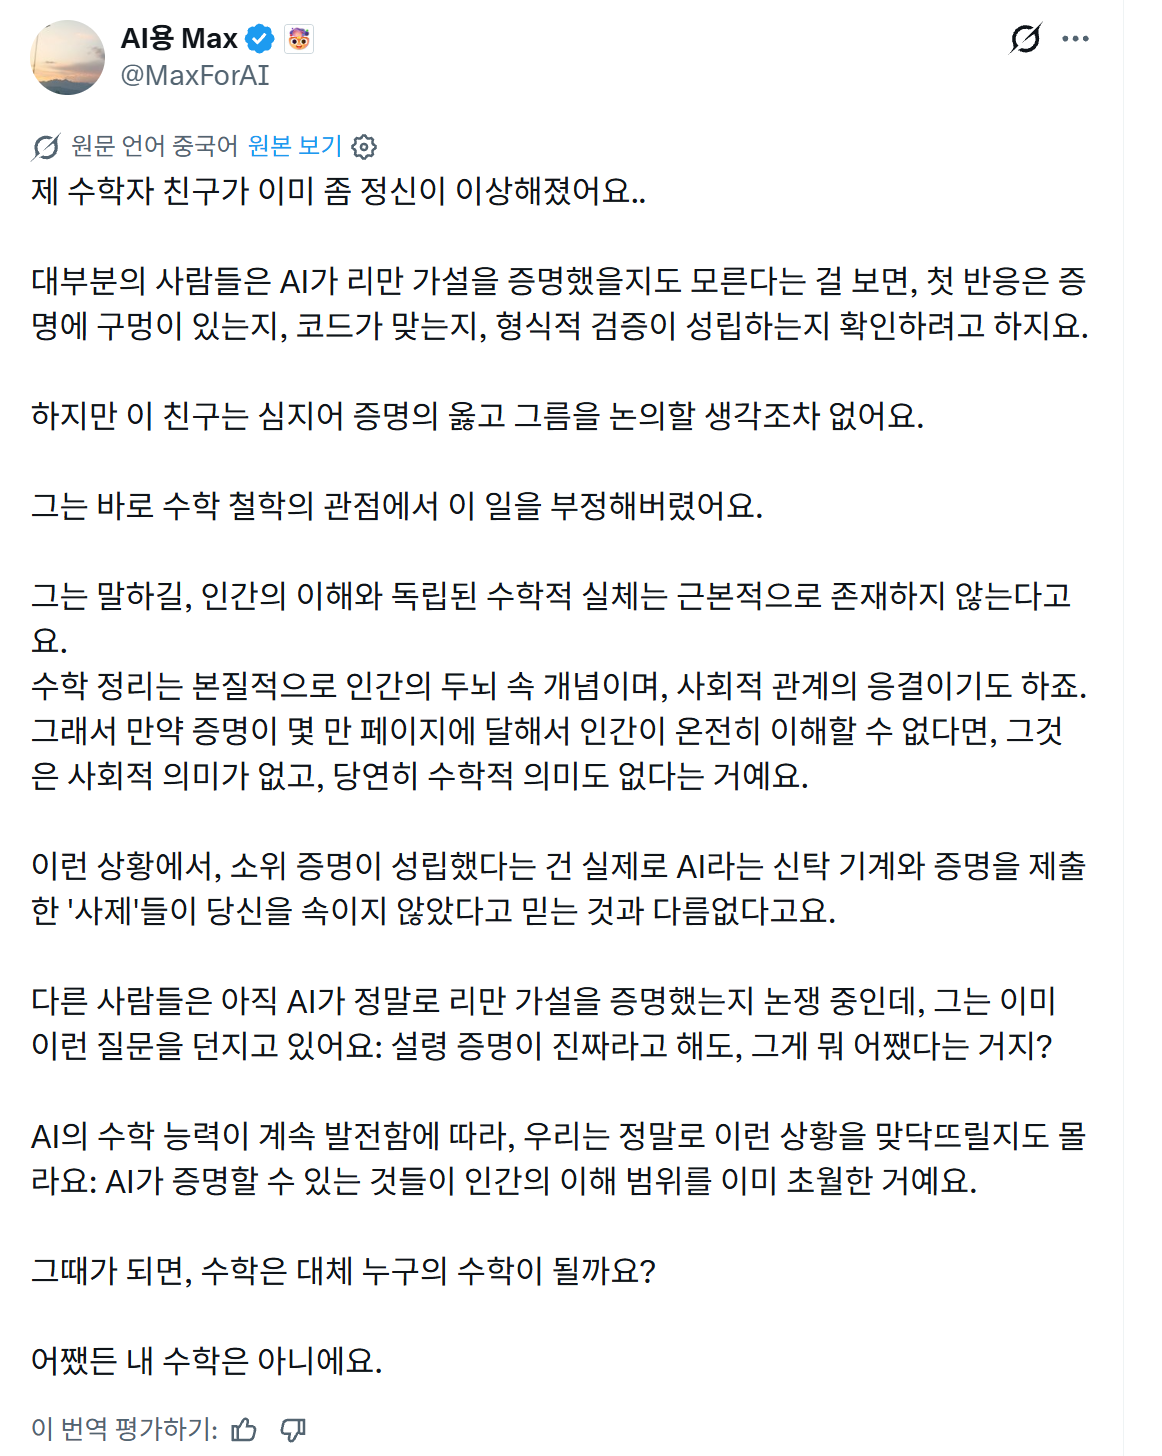 AI용 Max
@MaxForAI
원문 언어 중국어 원본 보기
제 수학자 친구가 이미 좀 정신이 이상해졌어요..
대부분의 사람들은 AI가 리만 가설을 증명했을지도 모른다는 걸 보면, 첫 반응은 증
명에 구멍이 있는지, 코드가 맞는지, 형식적 검증이 성립하는지 확인하려고 하지요.
하지만 이 친구는 심지어 증명의 옳고 그름을 논의할 생각조차 없어요.
그는 바로 수학 철학의 관점에서 이 일을 부정해버렸어요.
그는 말하길, 인간의 이해와 독립된 수학적 실체는 근본적으로 존재하지 않는다고
요.
수학 정리는 본질적으로 인간의 두뇌 속 개념이며, 사회적 관계의 응결이기도 하죠.
그래서 만약 증명이 몇 만 페이지에 달해서 인간이 온전히 이해할 수 없다면, 그것
은 사회적 의미가 없고, 당연히 수학적 의미도 없다는 거예요.
이런 상황에서, 소위 증명이 성립했다는 건 실제로 AI라는 신탁 기계와 증명을 제출
한 '사제'들이 당신을 속이지 않았다고 믿는 것과 다름없다고요.
다른 사람들은 아직 AI가 정말로 리만 가설을 증명했는지 논쟁 중인데, 그는 이미
이런 질문을 던지고 있어요: 설령 증명이 진짜라고 해도, 그게 뭐 어쨌다는 거지?
AI의 수학 능력이 계속 발전함에 따라, 우리는 정말로 이런 상황을 맞닥뜨릴지도 몰
라요: AI가 증명할 수 있는 것들이 인간의 이해 범위를 이미 초월한 거예요.
그때가 되면, 수학은 대체 누구의 수학이 될까요?
어쨌든 내 수학은 아니에요.
이 번역 평가하기: